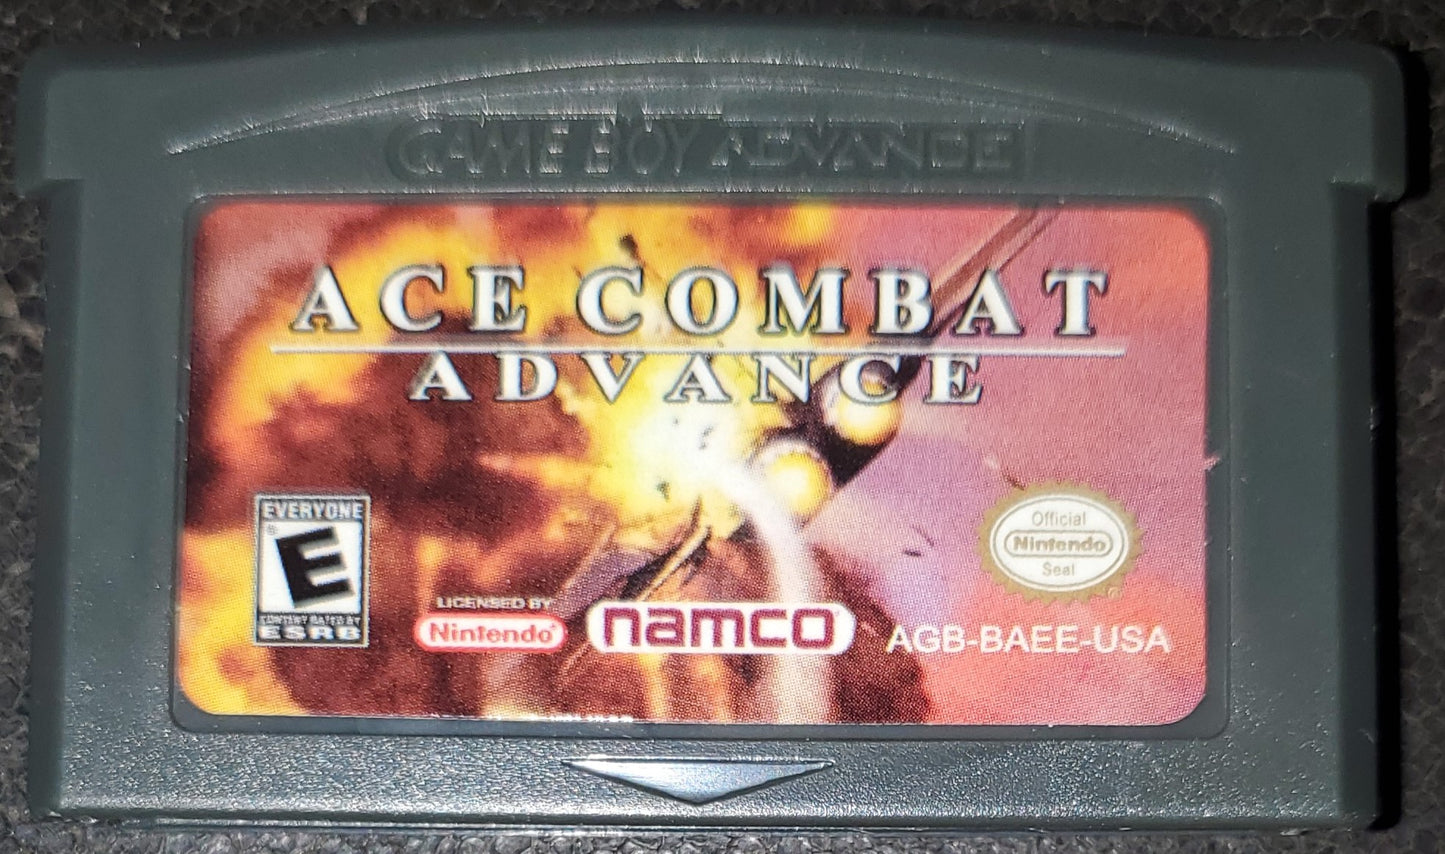 GAME BOY ADVANCE
ACE COMBAT
ADVANCE
EVERYONE
E
CONTENT RATED BY
ESRB
LICENSED BY
Nintendo®
namco
Official
Nintendo
Seal
AGB-BAEE-USA